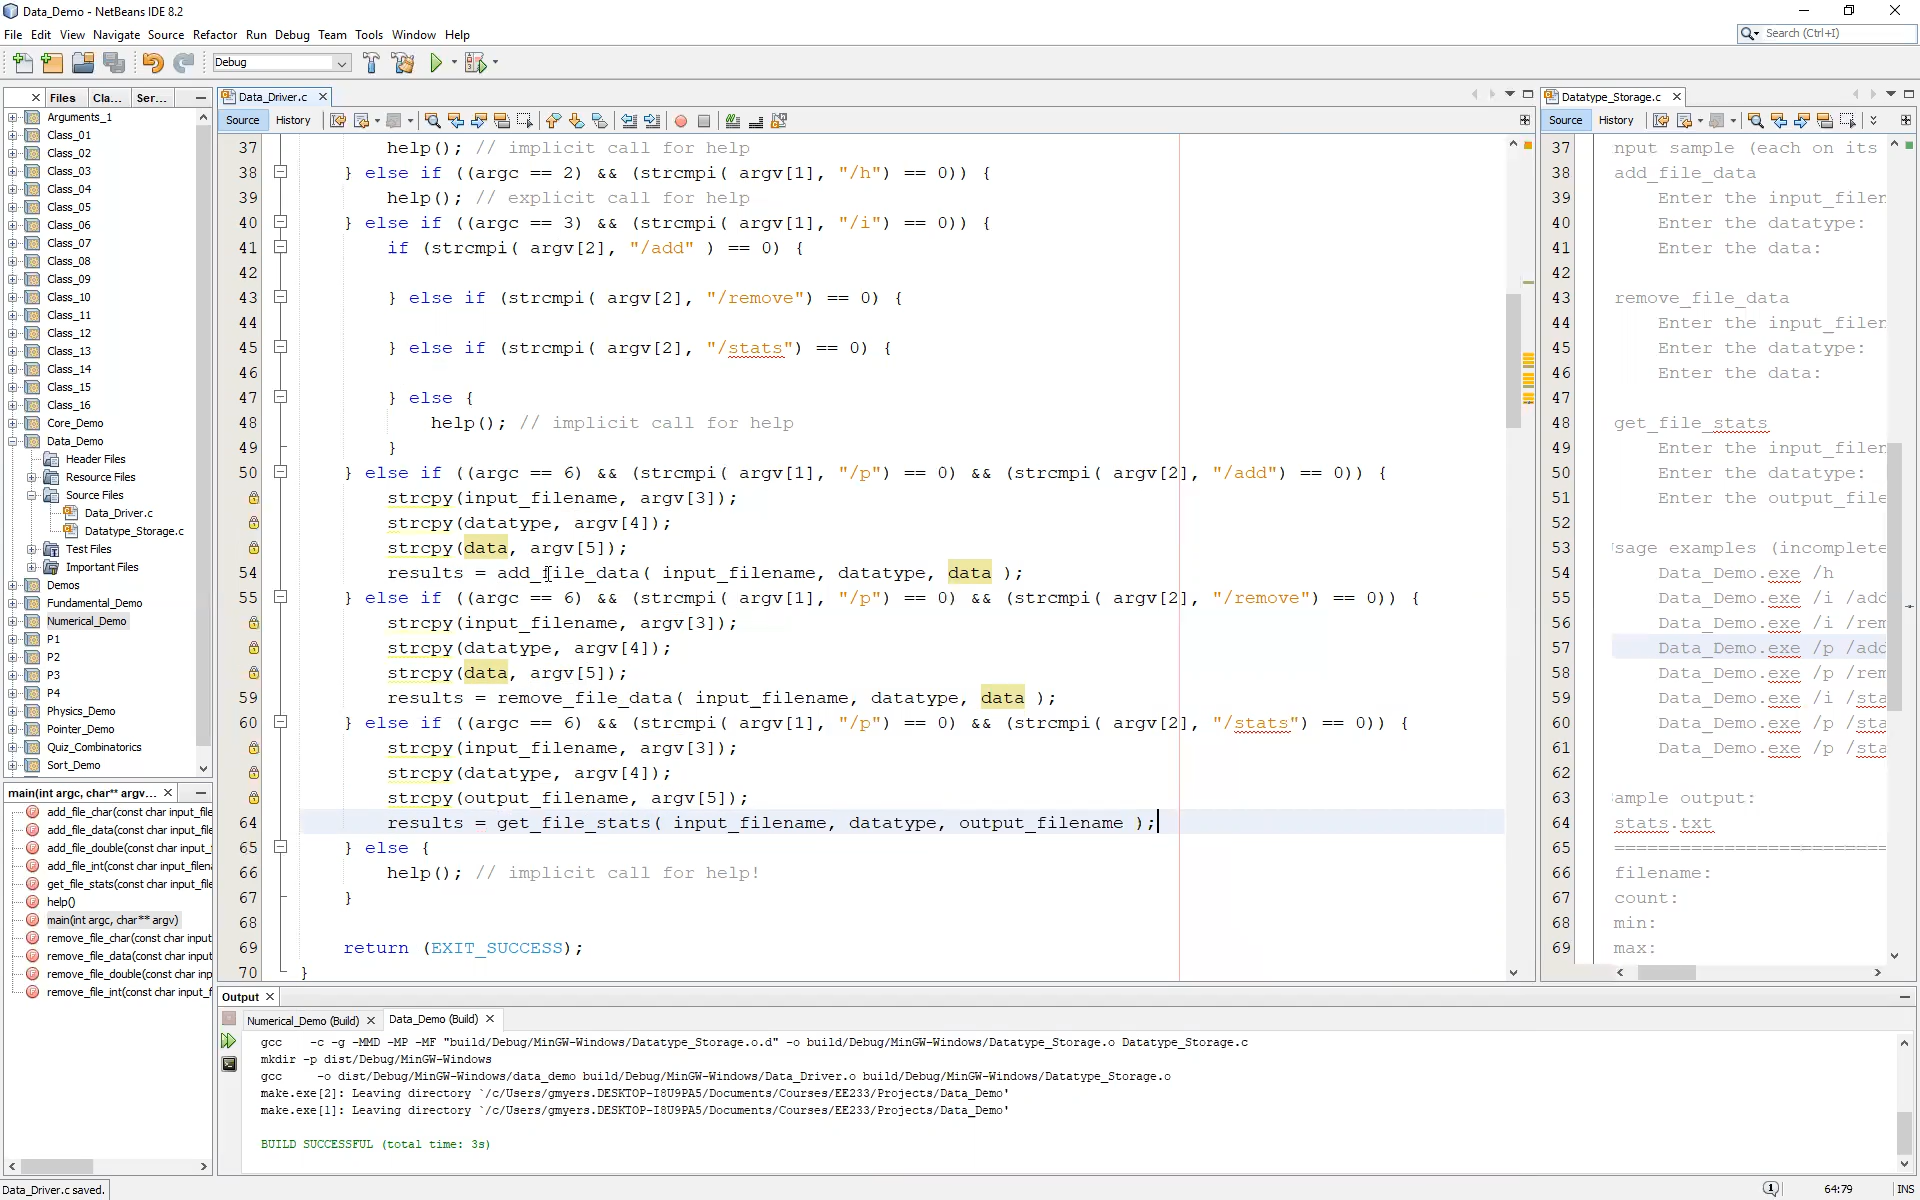 Data_Demo - NetBeans IDE 8.2
File Edit View Navigate Source Refactor Run Debug Team Tools Window Help
Search (Ctrl+I)
Debug
Files Cla... Ser...
Arguments_1
Class_01
Class_02
Class_03
Class_04
Class_05
Class_06
Class_07
Class_08
Class_09
Class_10
Class_11
Class_12
Class_13
Class_14
Class_15
Class_16
Core_Demo
Data_Demo
Header Files
Resource Files
Source Files
Data_Driver.c
Datatype_Storage.c
Test Files
Important Files
Demos
Fundamental_Demo
Numerical_Demo
P1
P2
P3
P4
Physics_Demo
Pointer_Demo
Quiz_Combinatorics
Sort_Demo
main(int argc, char** argv...
add_file_char(const char input_file
add_file_data(const char input_file
add_file_double(const char input_
add_file_int(const char input_filen
get_file_stats(const char input_file
help()
main(int argc, char** argv)
remove_file_char(const char input
remove_file_data(const char input
remove_file_double(const char inpu
remove_file_int(const char input_f
Data_Driver.c
Source History
37 help(); // implicit call for help
38 } else if ((argc == 2) && (strcmpi( argv[1], "/h") == 0)) {
39 help(); // explicit call for help
40 } else if ((argc == 3) && (strcmpi( argv[1], "/i") == 0)) {
41 if (strcmpi( argv[2], "/add" ) == 0) {
42
43 } else if (strcmpi( argv[2], "/remove") == 0) {
44
45 } else if (strcmpi( argv[2], "/stats") == 0) {
46
47 } else {
48 help(); // implicit call for help
49 }
50 } else if ((argc == 6) && (strcmpi( argv[1], "/p") == 0) && (strcmpi( argv[2], "/add") == 0)) {
strcpy(input_filename, argv[3]);
strcpy(datatype, argv[4]);
strcpy(data, argv[5]);
54 results = add_file_data( input_filename, datatype, data );
55 } else if ((argc == 6) && (strcmpi( argv[1], "/p") == 0) && (strcmpi( argv[2], "/remove") == 0)) {
strcpy(input_filename, argv[3]);
strcpy(datatype, argv[4]);
strcpy(data, argv[5]);
59 results = remove_file_data( input_filename, datatype, data );
60 } else if ((argc == 6) && (strcmpi( argv[1], "/p") == 0) && (strcmpi( argv[2], "/stats") == 0)) {
strcpy(input_filename, argv[3]);
strcpy(datatype, argv[4]);
strcpy(output_filename, argv[5]);
64 results = get_file_stats( input_filename, datatype, output_filename );
65 } else {
66 help(); // implicit call for help!
67 }
68
69 return (EXIT_SUCCESS);
70 }
Datatype_Storage.c
Source History
37 nput sample (each on its
38 add_file_data
39 Enter the input_filen
40 Enter the datatype:
41 Enter the data:
42
43 remove_file_data
44 Enter the input_filen
45 Enter the datatype:
46 Enter the data:
47
48 get_file_stats
49 Enter the input_filen
50 Enter the datatype:
51 Enter the output_file
52
53 sage examples (incomplete
54 Data_Demo.exe /h
55 Data_Demo.exe /i /add
56 Data_Demo.exe /i /rem
57 Data_Demo.exe /p /add
58 Data_Demo.exe /p /rem
59 Data_Demo.exe /i /sta
60 Data_Demo.exe /p /sta
61 Data_Demo.exe /p /sta
62
63 ample output:
64 stats.txt
65 =========================
66 filename:
67 count:
68 min:
69 max:
Output
Numerical_Demo (Build) Data_Demo (Build)
gcc -c -g -MMD -MP -MF "build/Debug/MinGW-Windows/Datatype_Storage.o.d" -o build/Debug/MinGW-Windows/Datatype_Storage.o Datatype_Storage.c
mkdir -p dist/Debug/MinGW-Windows
gcc -o dist/Debug/MinGW-Windows/data_demo build/Debug/MinGW-Windows/Data_Driver.o build/Debug/MinGW-Windows/Datatype_Storage.o
make.exe[2]: Leaving directory `/c/Users/gmyers.DESKTOP-I8U9PA5/Documents/Courses/EE233/Projects/Data_Demo'
make.exe[1]: Leaving directory `/c/Users/gmyers.DESKTOP-I8U9PA5/Documents/Courses/EE233/Projects/Data_Demo'
BUILD SUCCESSFUL (total time: 3s)
Data_Driver.c saved.
64:79 INS